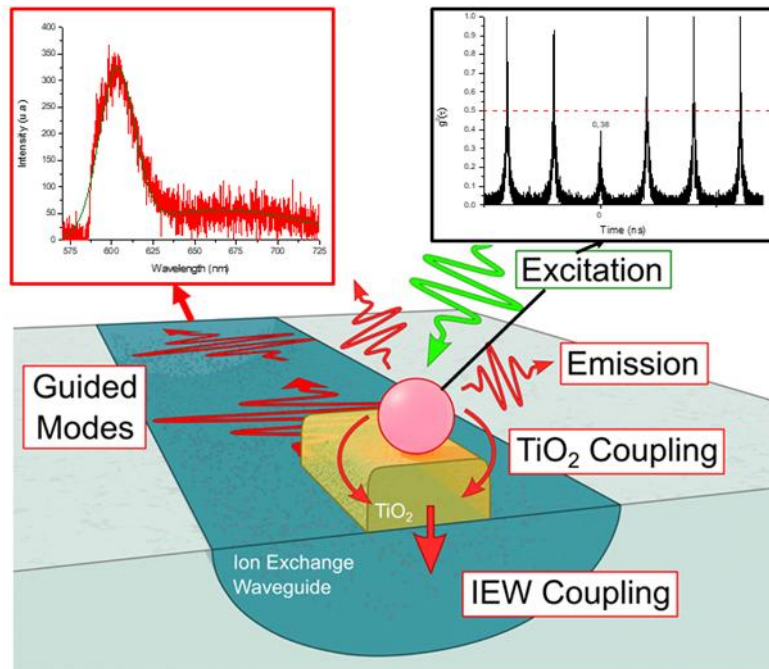 400
350
300
250
200
150
100
50
0
Intensity (u.a)
575 600 625 650 675 700 725
Wavelength (nm)
1.0
0.9
0.8
0.7
0.6
0.5
0.4
0.3
0.2
0.1
0.0
g²(τ)
0,38
0
Time (ns)
Excitation
Emission
Guided
Modes
TiO₂ Coupling
TiO₂
Ion Exchange
Waveguide
IEW Coupling